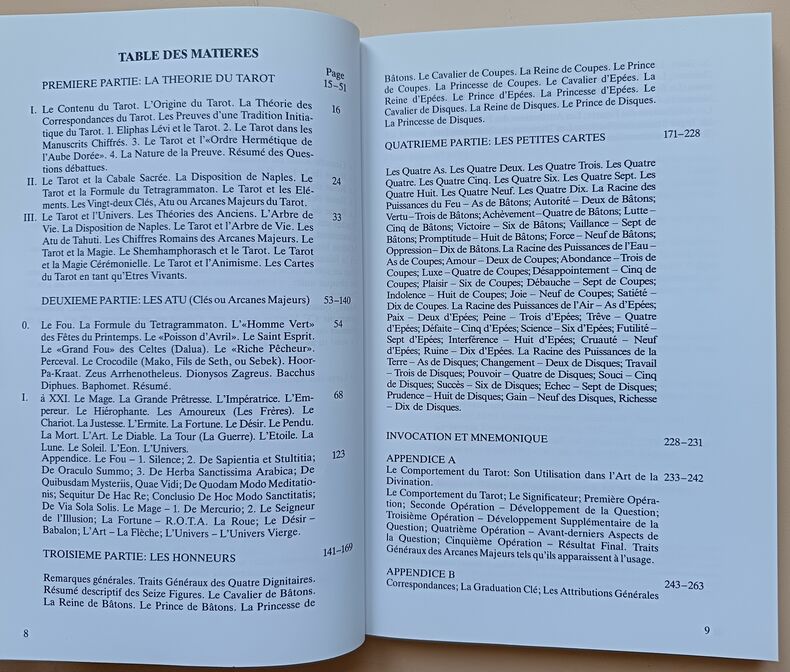 TABLE DES MATIERES
Page
PREMIERE PARTIE: LA THEORIE DU TAROT 15–51
I. Le Contenu du Tarot. L'Origine du Tarot. La Théorie des 16
Correspondances du Tarot. Les Preuves d'une Tradition Initia-
tique du Tarot. 1. Eliphas Lévi et le Tarot. 2. Le Tarot dans les
Manuscrits Chiffrés. 3. Le Tarot et l'«Ordre Hermétique de
l'Aube Dorée». 4. La Nature de la Preuve. Résumé des Ques-
tions débattues.
II. Le Tarot et la Cabale Sacrée. La Disposition de Naples. Le 24
Tarot et la Formule du Tetragrammaton. Le Tarot et les Elé-
ments. Les Vingt-deux Clés, Atu ou Arcanes Majeurs du Tarot.
III. Le Tarot et l'Univers. Les Théories des Anciens. L'Arbre de 33
Vie. La Disposition de Naples. Le Tarot et l'Arbre de Vie. Les
Atu de Tahuti. Les Chiffres Romains des Arcanes Majeurs. Le
Tarot et la Magie. Le Shemhamphorasch et le Tarot. Le Tarot
et la Magie Cérémonielle. Le Tarot et l'Animisme. Les Cartes
du Tarot en tant qu'Etres Vivants.
DEUXIEME PARTIE: LES ATU (Clés ou Arcanes Majeurs) 53–140
0. Le Fou. La Formule du Tetragrammaton. L'«Homme Vert» 54
des Fêtes du Printemps. Le «Poisson d'Avril». Le Saint Esprit.
Le «Grand Fou» des Celtes (Dalua). Le «Riche Pêcheur».
Perceval. Le Crocodile (Mako, Fils de Seth, ou Sebek). Hoor-
Pa-Kraat. Zeus Arrhenotheleus. Dionysos Zagreus. Bacchus
Diphues. Baphomet. Résumé.
I. á XXI. Le Mage. La Grande Prêtresse. L'Impératrice. L'Em- 68
pereur. Le Hiérophante. Les Amoureux (Les Frères). Le
Chariot. La Justesse. L'Ermite. La Fortune. Le Désir. Le Pendu.
La Mort. L'Art. Le Diable. La Tour (La Guerre). L'Etoile. La
Lune. Le Soleil. L'Eon. L'Univers.
Appendice. Le Fou – 1. Silence; 2. De Sapientia et Stultitia; 123
De Oraculo Summo; 3. De Herba Sanctissima Arabica; De
Quibusdam Mysteriis, Quae Vidi; De Quodam Modo Meditatio-
nis; Sequitur De Hac Re; Conclusio De Hoc Modo Sanctitatis;
De Via Sola Solis. Le Mage – 1. De Mercurio; 2. Le Seigneur
de l'Illusion; La Fortune – R.O.T.A. La Roue; Le Désir –
Babalon; L'Art – La Flèche; L'Univers – L'Univers Vierge.
TROISIEME PARTIE: LES HONNEURS 141–169
Remarques générales. Traits Généraux des Quatre Dignitaires.
Résumé descriptif des Seize Figures. Le Cavalier de Bâtons.
La Reine de Bâtons. Le Prince de Bâtons. La Princesse de
8
Bâtons. Le Cavalier de Coupes. La Reine de Coupes. Le Prince
de Coupes. La Princesse de Coupes. Le Cavalier d'Epées. La
Reine d'Epées. Le Prince d'Epées. La Princesse d'Epées. Le
Cavalier de Disques. La Reine de Disques. Le Prince de Disques.
La Princesse de Disques.
QUATRIEME PARTIE: LES PETITES CARTES 171–228
Les Quatre As. Les Quatre Deux. Les Quatre Trois. Les Quatre
Quatre. Les Quatre Cinq. Les Quatre Six. Les Quatre Sept. Les
Quatre Huit. Les Quatre Neuf. Les Quatre Dix. La Racine des
Puissances du Feu – As de Bâtons; Autorité – Deux de Bâtons;
Vertu–Trois de Bâtons; Achèvement–Quatre de Bâtons; Lutte –
Cinq de Bâtons; Victoire – Six de Bâtons; Vaillance – Sept de
Bâtons; Promptitude – Huit de Bâtons; Force – Neuf de Bâtons;
Oppression – Dix de Bâtons. La Racine des Puissances de l'Eau –
As de Coupes; Amour – Deux de Coupes; Abondance – Trois de
Coupes; Luxe – Quatre de Coupes; Désappointement – Cinq de
Coupes; Plaisir – Six de Coupes; Débauche – Sept de Coupes;
Indolence – Huit de Coupes; Joie – Neuf de Coupes; Satiété –
Dix de Coupes. La Racine des Puissances de l'Air – As d'Epées;
Paix – Deux d'Epées; Peine – Trois d'Epées; Trêve – Quatre
d'Epées; Défaite – Cinq d'Epées; Science – Six d'Epées; Futilité –
Sept d'Epées; Interférence – Huit d'Epées; Cruauté – Neuf
d'Epées; Ruine – Dix d'Epées. La Racine des Puissances de la
Terre – As de Disques; Changement – Deux de Disques; Travail
– Trois de Disques; Pouvoir – Quatre de Disques; Souci – Cinq
de Disques; Succès – Six de Disques; Echec – Sept de Disques;
Prudence – Huit de Disques; Gain – Neuf des Disques, Richesse
– Dix de Disques.
INVOCATION ET MNEMONIQUE 228–231
APPENDICE A
Le Comportement du Tarot: Son Utilisation dans l'Art de la 233–242
Divination.
Le Comportement du Tarot; Le Significateur; Première Opéra-
tion; Seconde Opération – Développement de la Question;
Troisième Opération – Développement Supplémentaire de la
Question; Quatrième Opération – Avant-derniers Aspects de
la Question; Cinquième Opération – Résultat Final. Traits
Généraux des Arcanes Majeurs tels qu'ils apparaissent à l'usage.
APPENDICE B
Correspondances; La Graduation Clé; Les Attributions Générales 243–263
9